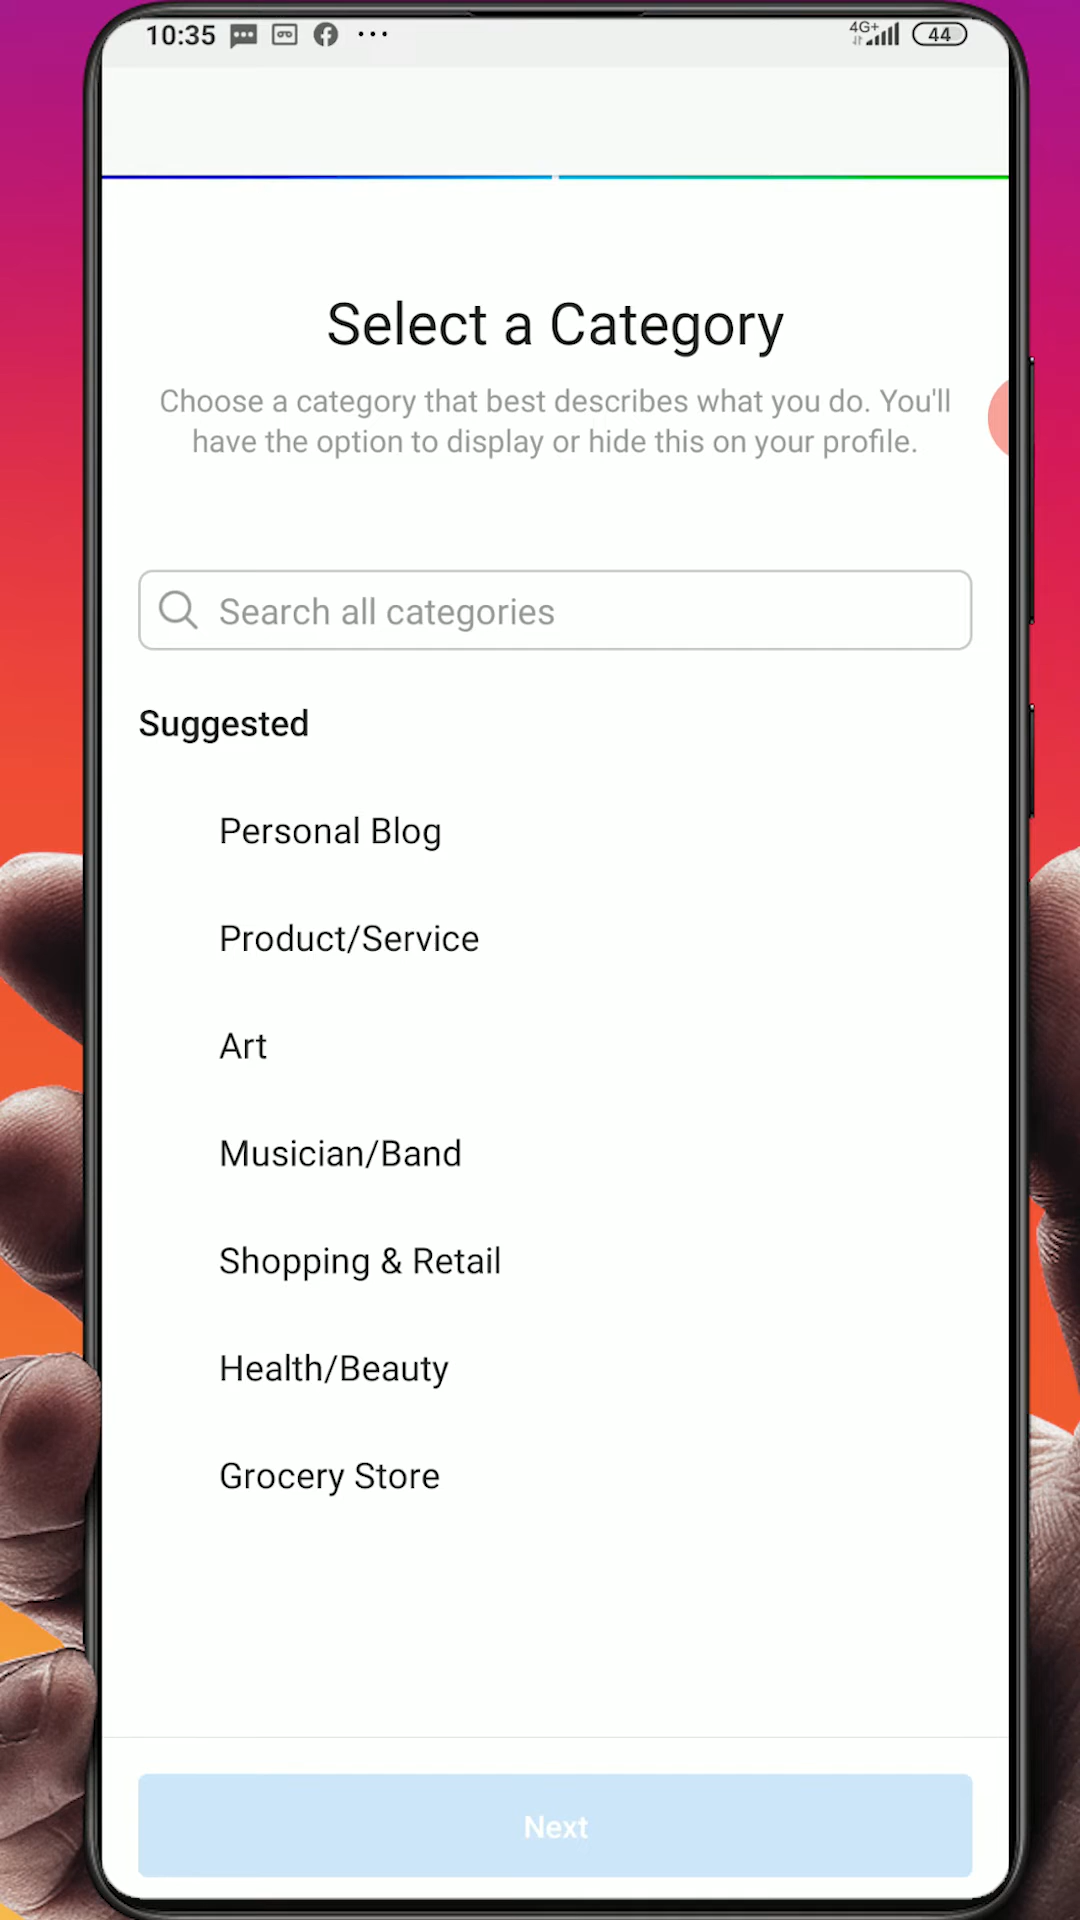 10:35
4G+ 44
Select a Category
Choose a category that best describes what you do. You'll
have the option to display or hide this on your profile.
Search all categories
Suggested
Personal Blog
Product/Service
Art
Musician/Band
Shopping & Retail
Health/Beauty
Grocery Store
Next